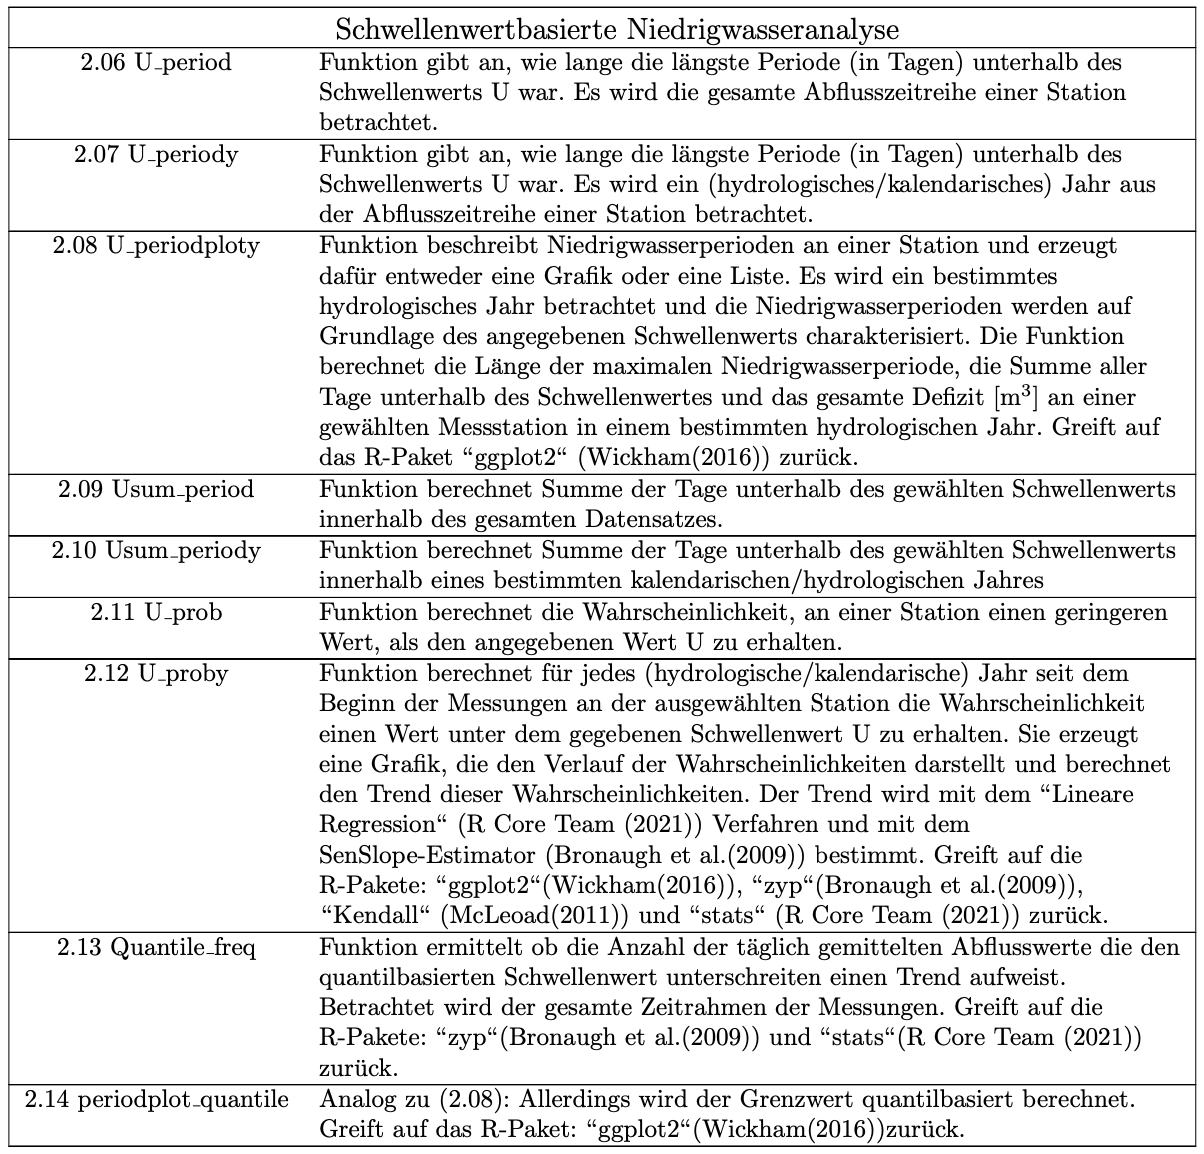 Schwellenwertbasierte Niedrigwasseranalyse
2.06 U_period Funktion gibt an, wie lange die längste Periode (in Tagen) unterhalb des
Schwellenwerts U war. Es wird die gesamte Abflusszeitreihe einer Station
betrachtet.
2.07 U_periody Funktion gibt an, wie lange die längste Periode (in Tagen) unterhalb des
Schwellenwerts U war. Es wird ein (hydrologisches/kalendarisches) Jahr aus
der Abflusszeitreihe einer Station betrachtet.
2.08 U_periodploty Funktion beschreibt Niedrigwasserperioden an einer Station und erzeugt
dafür entweder eine Grafik oder eine Liste. Es wird ein bestimmtes
hydrologisches Jahr betrachtet und die Niedrigwasserperioden werden auf
Grundlage des angegebenen Schwellenwerts charakterisiert. Die Funktion
berechnet die Länge der maximalen Niedrigwasserperiode, die Summe aller
Tage unterhalb des Schwellenwertes und das gesamte Defizit [m³] an einer
gewählten Messstation in einem bestimmten hydrologischen Jahr. Greift auf
das R-Paket “ggplot2“ (Wickham(2016)) zurück.
2.09 Usum_period Funktion berechnet Summe der Tage unterhalb des gewählten Schwellenwerts
innerhalb des gesamten Datensatzes.
2.10 Usum_periody Funktion berechnet Summe der Tage unterhalb des gewählten Schwellenwerts
innerhalb eines bestimmten kalendarischen/hydrologischen Jahres
2.11 U_prob Funktion berechnet die Wahrscheinlichkeit, an einer Station einen geringeren
Wert, als den angegebenen Wert U zu erhalten.
2.12 U_proby Funktion berechnet für jedes (hydrologische/kalendarische) Jahr seit dem
Beginn der Messungen an der ausgewählten Station die Wahrscheinlichkeit
einen Wert unter dem gegebenen Schwellenwert U zu erhalten. Sie erzeugt
eine Grafik, die den Verlauf der Wahrscheinlichkeiten darstellt und berechnet
den Trend dieser Wahrscheinlichkeiten. Der Trend wird mit dem “Lineare
Regression“ (R Core Team (2021)) Verfahren und mit dem
SenSlope-Estimator (Bronaugh et al.(2009)) bestimmt. Greift auf die
R-Pakete: “ggplot2“(Wickham(2016)), “zyp“(Bronaugh et al.(2009)),
“Kendall“ (McLeoad(2011)) und “stats“ (R Core Team (2021)) zurück.
2.13 Quantile_freq Funktion ermittelt ob die Anzahl der täglich gemittelten Abflusswerte die den
quantilbasierten Schwellenwert unterschreiten einen Trend aufweist.
Betrachtet wird der gesamte Zeitrahmen der Messungen. Greift auf die
R-Pakete: “zyp“(Bronaugh et al.(2009)) und “stats“(R Core Team (2021))
zurück.
2.14 periodplot_quantile Analog zu (2.08): Allerdings wird der Grenzwert quantilbasiert berechnet.
Greift auf das R-Paket: “ggplot2“(Wickham(2016))zurück.